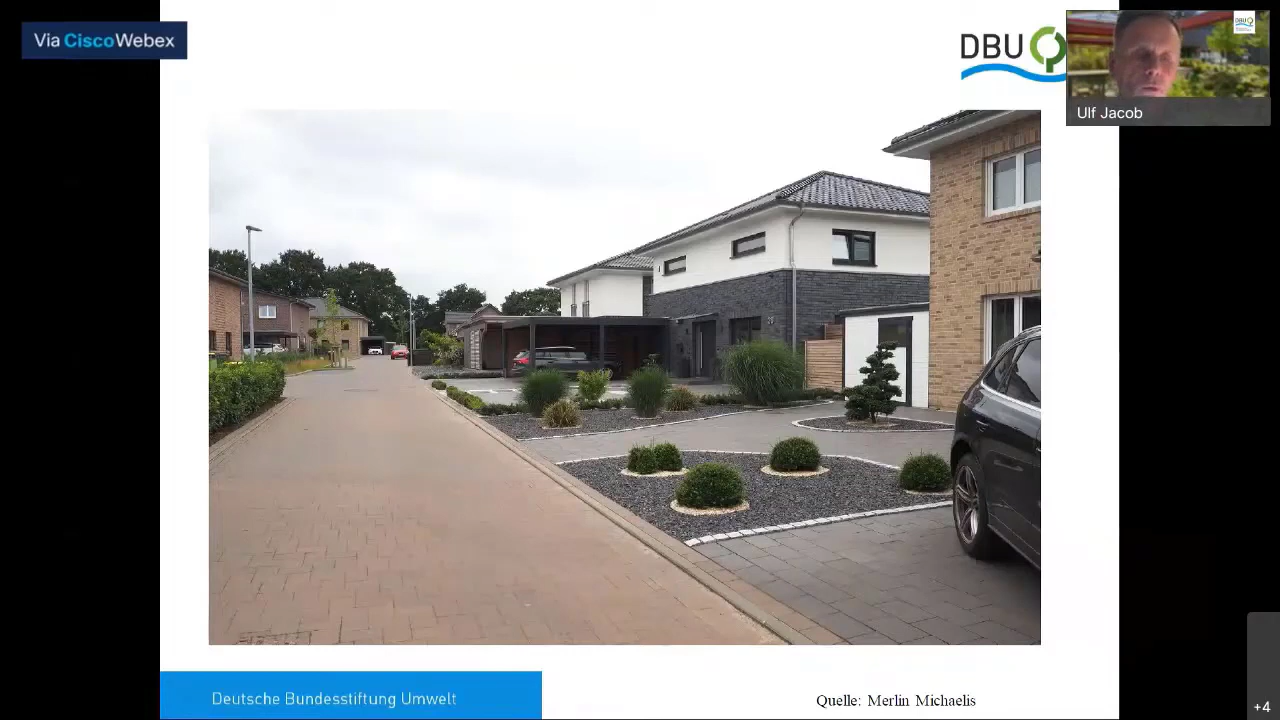 Via CiscoWebex
DBU
Ulf Jacob
Deutsche Bundesstiftung Umwelt
Quelle: Merlin Michaelis
+4